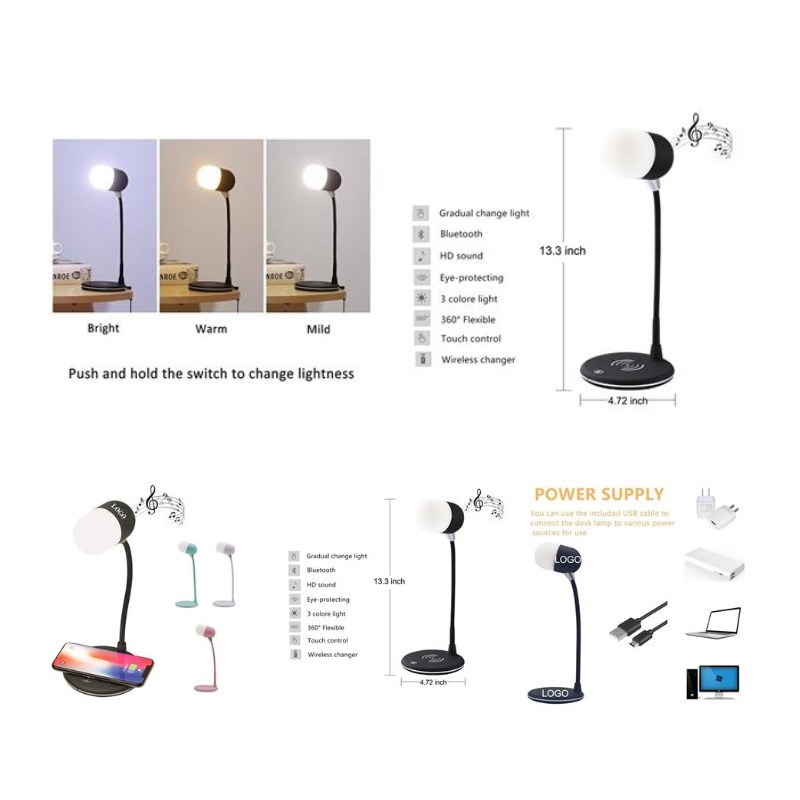 NROE
NROE
Bright
Warm
Mild
Push and hold the switch to change lightness
Gradual change light
Bluetooth
HD sound
Eye-protecting
3 colore light
360°
360° Flexible
Touch control
Wireless changer
13.3 inch
4.72 inch
LOGO
Gradual change light
Bluetooth
HD sound
Eye-protecting
3 colore light
360° Flexible
Touch control
Wireless changer
13.3 inch
4.72 inch
POWER SUPPLY
You can use the included USB cable to
connect the desk lamp to various power
sources for use
LOGO
LOGO